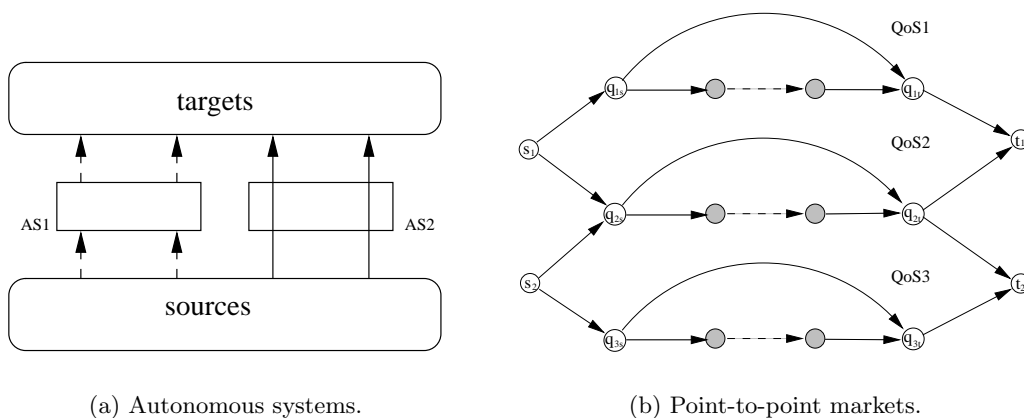 targets
AS1
AS2
sources
(a) Autonomous systems.
QoS1
q1s
q1t
s1
t1
QoS2
q2s
q2t
s2
t2
QoS3
q3s
q3t
(b) Point-to-point markets.